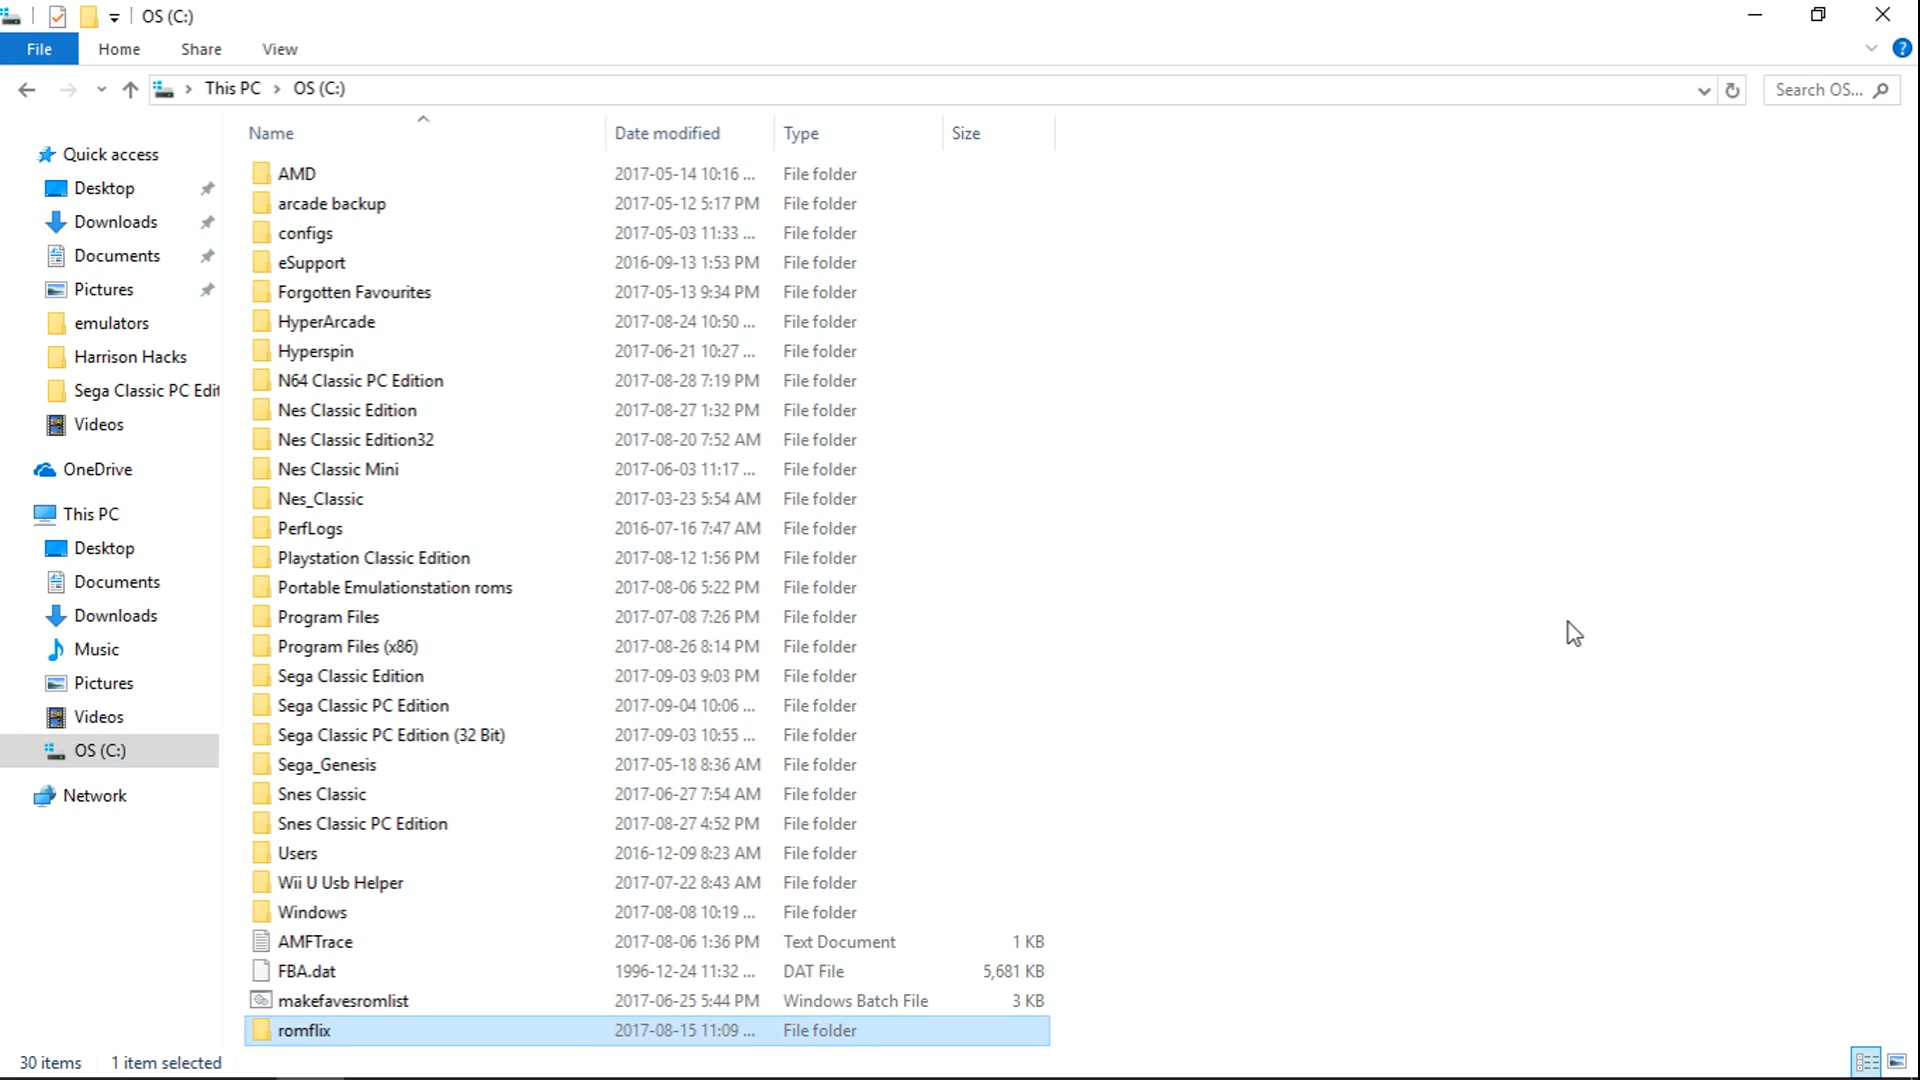 OS (C:)
File Home Share View
This PC > OS (C:) Search OS...
Name Date modified Type Size
Quick access
Desktop
Downloads
Documents
Pictures
emulators
Harrison Hacks
Sega Classic PC Edit
Videos
OneDrive
This PC
Desktop
Documents
Downloads
Music
Pictures
Videos
OS (C:)
Network
AMD 2017-05-14 10:16 ... File folder
arcade backup 2017-05-12 5:17 PM File folder
configs 2017-05-03 11:33 ... File folder
eSupport 2016-09-13 1:53 PM File folder
Forgotten Favourites 2017-05-13 9:34 PM File folder
HyperArcade 2017-08-24 10:50 ... File folder
Hyperspin 2017-06-21 10:27 ... File folder
N64 Classic PC Edition 2017-08-28 7:19 PM File folder
Nes Classic Edition 2017-08-27 1:32 PM File folder
Nes Classic Edition32 2017-08-20 7:52 AM File folder
Nes Classic Mini 2017-06-03 11:17 ... File folder
Nes_Classic 2017-03-23 5:54 AM File folder
PerfLogs 2016-07-16 7:47 AM File folder
Playstation Classic Edition 2017-08-12 1:56 PM File folder
Portable Emulationstation roms 2017-08-06 5:22 PM File folder
Program Files 2017-07-08 7:26 PM File folder
Program Files (x86) 2017-08-26 8:14 PM File folder
Sega Classic Edition 2017-09-03 9:03 PM File folder
Sega Classic PC Edition 2017-09-04 10:06 ... File folder
Sega Classic PC Edition (32 Bit) 2017-09-03 10:55 ... File folder
Sega_Genesis 2017-05-18 8:36 AM File folder
Snes Classic 2017-06-27 7:54 AM File folder
Snes Classic PC Edition 2017-08-27 4:52 PM File folder
Users 2016-12-09 8:23 AM File folder
Wii U Usb Helper 2017-07-22 8:43 AM File folder
Windows 2017-08-08 10:19 ... File folder
AMFTrace 2017-08-06 1:36 PM Text Document 1 KB
FBA.dat 1996-12-24 11:32 ... DAT File 5,681 KB
makefavesromlist 2017-06-25 5:44 PM Windows Batch File 3 KB
romflix 2017-08-15 11:09 ... File folder
30 items 1 item selected